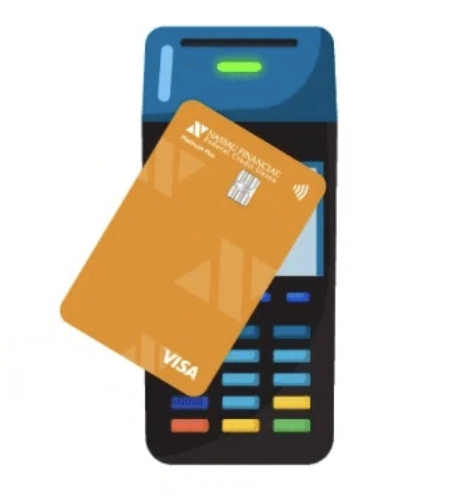 NASSAU FINANCIAL
Federal Credit Union
Platinum Plus
VISA